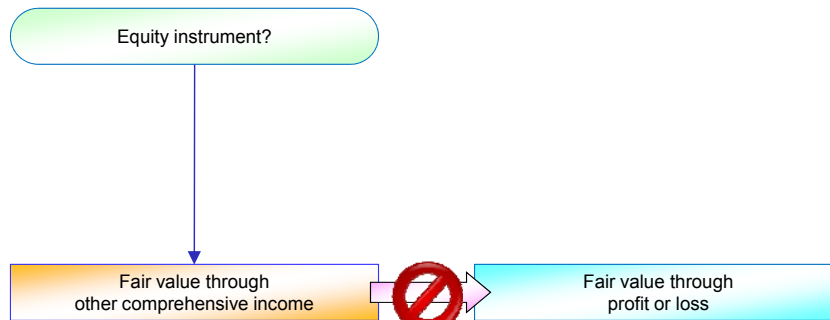 Equity instrument?
Fair value through
other comprehensive income
Fair value through
profit or loss